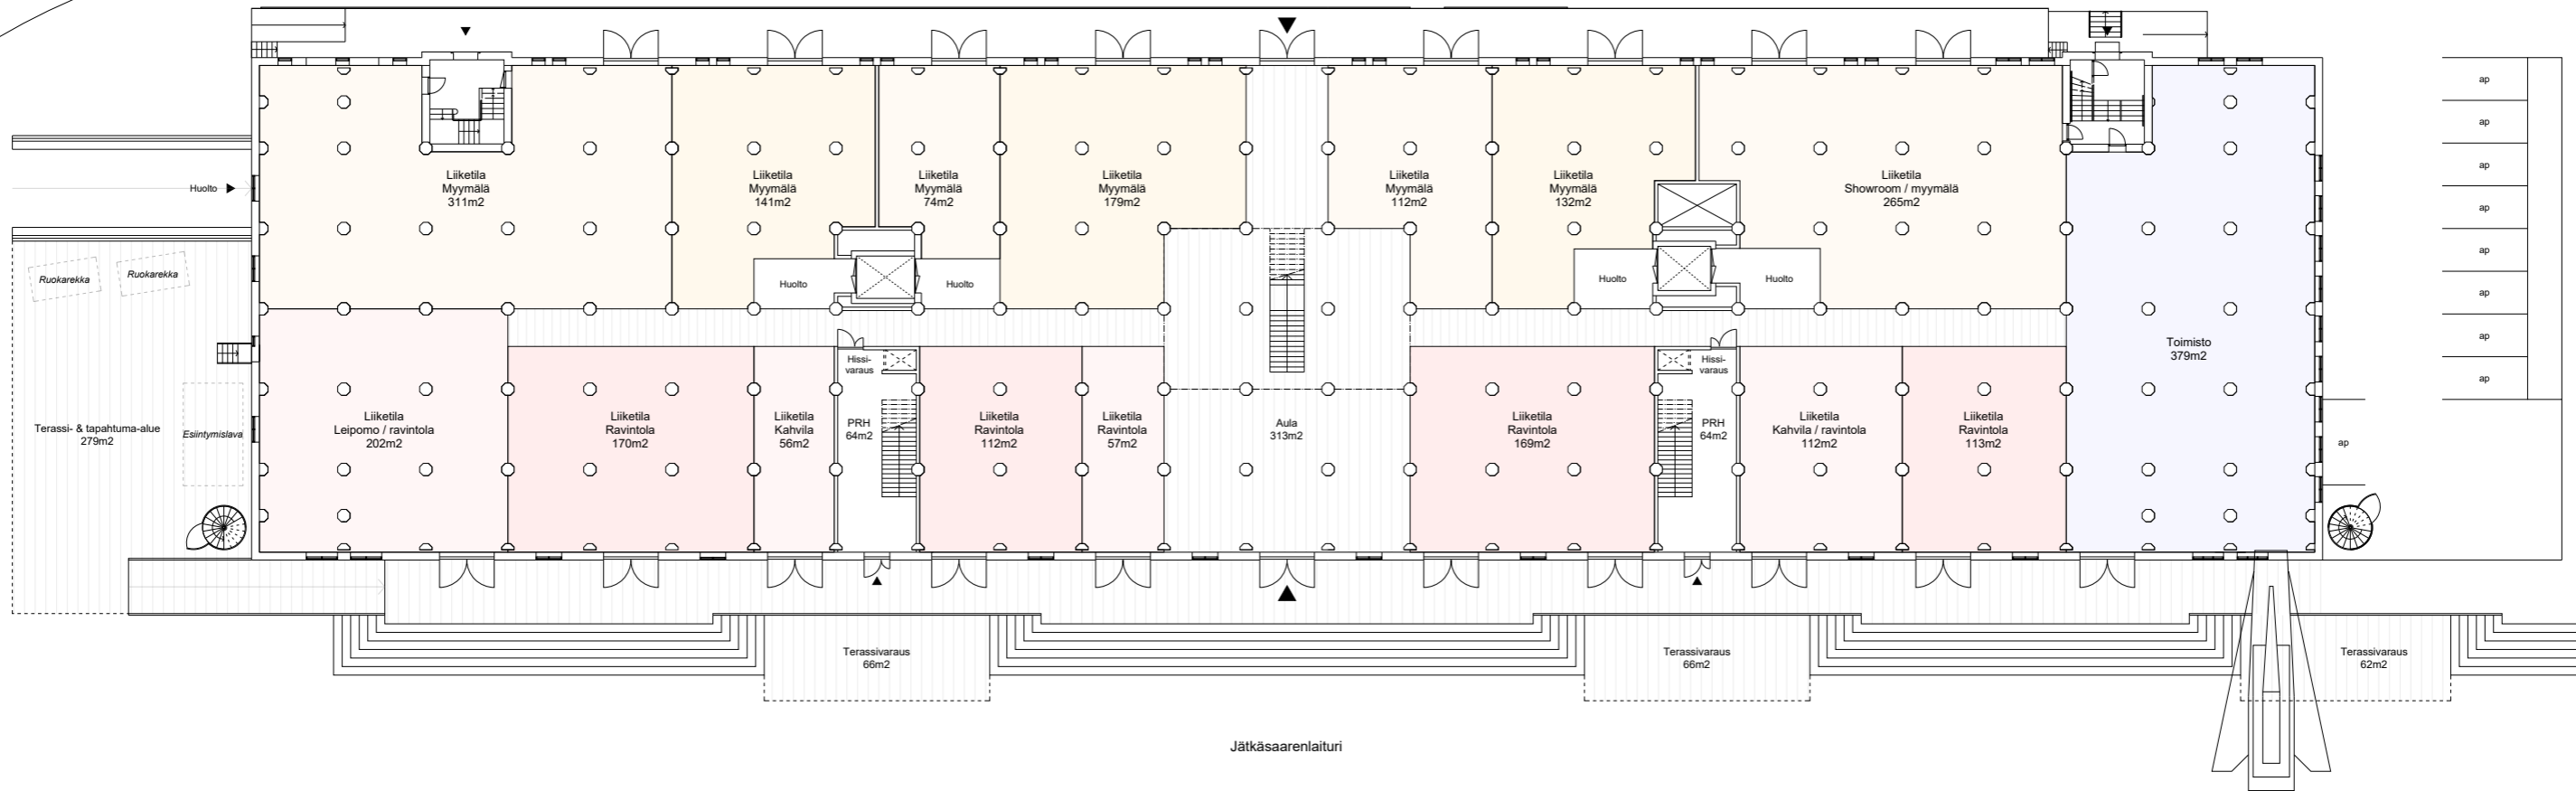 ap
ap
ap
ap
ap
ap
ap
ap
ap
Huolto
Liiketila
Myymälä
311m2
Liiketila
Myymälä
141m2
Liiketila
Myymälä
74m2
Liiketila
Myymälä
179m2
Liiketila
Myymälä
112m2
Liiketila
Myymälä
132m2
Liiketila
Showroom / myymälä
265m2
Ruokarekka
Ruokarekka
Huolto
Huolto
Huolto
Huolto
Toimisto
379m2
Hissi-
varaus
Hissi-
varaus
Terassi- & tapahtuma-alue
279m2
Esiintymislava
Liiketila
Leipomo / ravintola
202m2
Liiketila
Ravintola
170m2
Liiketila
Kahvila
56m2
PRH
64m2
Liiketila
Ravintola
112m2
Liiketila
Ravintola
57m2
Aula
313m2
Liiketila
Ravintola
169m2
PRH
64m2
Liiketila
Kahvila / ravintola
112m2
Liiketila
Ravintola
113m2
Terassivaraus
66m2
Terassivaraus
66m2
Terassivaraus
62m2
Jätkäsaarenlaituri